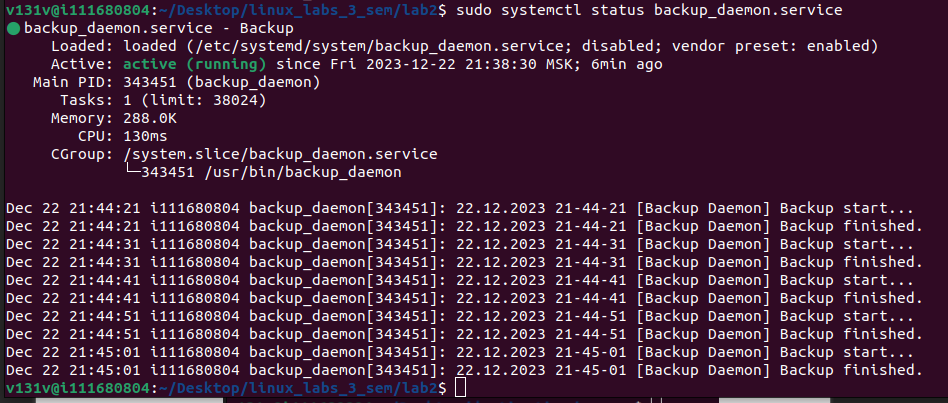 v131v@i111680804:~/Desktop/linux_labs_3_sem/lab2$ sudo systemctl status backup_daemon.service
● backup_daemon.service - Backup
Loaded: loaded (/etc/systemd/system/backup_daemon.service; disabled; vendor preset: enabled)
Active: active (running) since Fri 2023-12-22 21:38:30 MSK; 6min ago
Main PID: 343451 (backup_daemon)
Tasks: 1 (limit: 38024)
Memory: 288.0K
CPU: 130ms
CGroup: /system.slice/backup_daemon.service
└─343451 /usr/bin/backup_daemon
Dec 22 21:44:21 i111680804 backup_daemon[343451]: 22.12.2023 21-44-21 [Backup Daemon] Backup start...
Dec 22 21:44:21 i111680804 backup_daemon[343451]: 22.12.2023 21-44-21 [Backup Daemon] Backup finished.
Dec 22 21:44:31 i111680804 backup_daemon[343451]: 22.12.2023 21-44-31 [Backup Daemon] Backup start...
Dec 22 21:44:31 i111680804 backup_daemon[343451]: 22.12.2023 21-44-31 [Backup Daemon] Backup finished.
Dec 22 21:44:41 i111680804 backup_daemon[343451]: 22.12.2023 21-44-41 [Backup Daemon] Backup start...
Dec 22 21:44:41 i111680804 backup_daemon[343451]: 22.12.2023 21-44-41 [Backup Daemon] Backup finished.
Dec 22 21:44:51 i111680804 backup_daemon[343451]: 22.12.2023 21-44-51 [Backup Daemon] Backup start...
Dec 22 21:44:51 i111680804 backup_daemon[343451]: 22.12.2023 21-44-51 [Backup Daemon] Backup finished.
Dec 22 21:45:01 i111680804 backup_daemon[343451]: 22.12.2023 21-45-01 [Backup Daemon] Backup start...
Dec 22 21:45:01 i111680804 backup_daemon[343451]: 22.12.2023 21-45-01 [Backup Daemon] Backup finished.
v131v@i111680804:~/Desktop/linux_labs_3_sem/lab2$